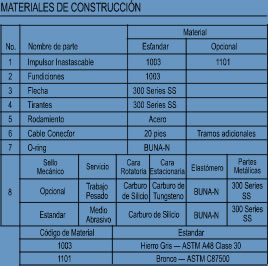 MATERIALES DE CONSTRUCCIÓN
Material
No. Nombre de parte Esfandar Opcional
1 Impulsor Inastascable 1003 1101
2 Fundiciones 1003
3 Flecha 300 Series SS
4 Tirantes 300 Series SS
5 Rodamiento Acero
6 Cable Conecfor 20 pies Tramos adicionales
7 O-ring BUNA-N
8 Sello Mecánico Servicio Cara Rotatoria Cara Estacionaria Elastómero Partes Metálicas
Opcional Trabajo Pesado Carburo de Silicio Carburo de Tungsteno BUNA-N 300 Series SS
Estandar Medio Abrasivo Carburo de Silicio BUNA-N 300 Series SS
Código de Material Estandar
1003 Hierro Gris — ASTM A48 Clase 30
1101 Bronce — ASTM C87500